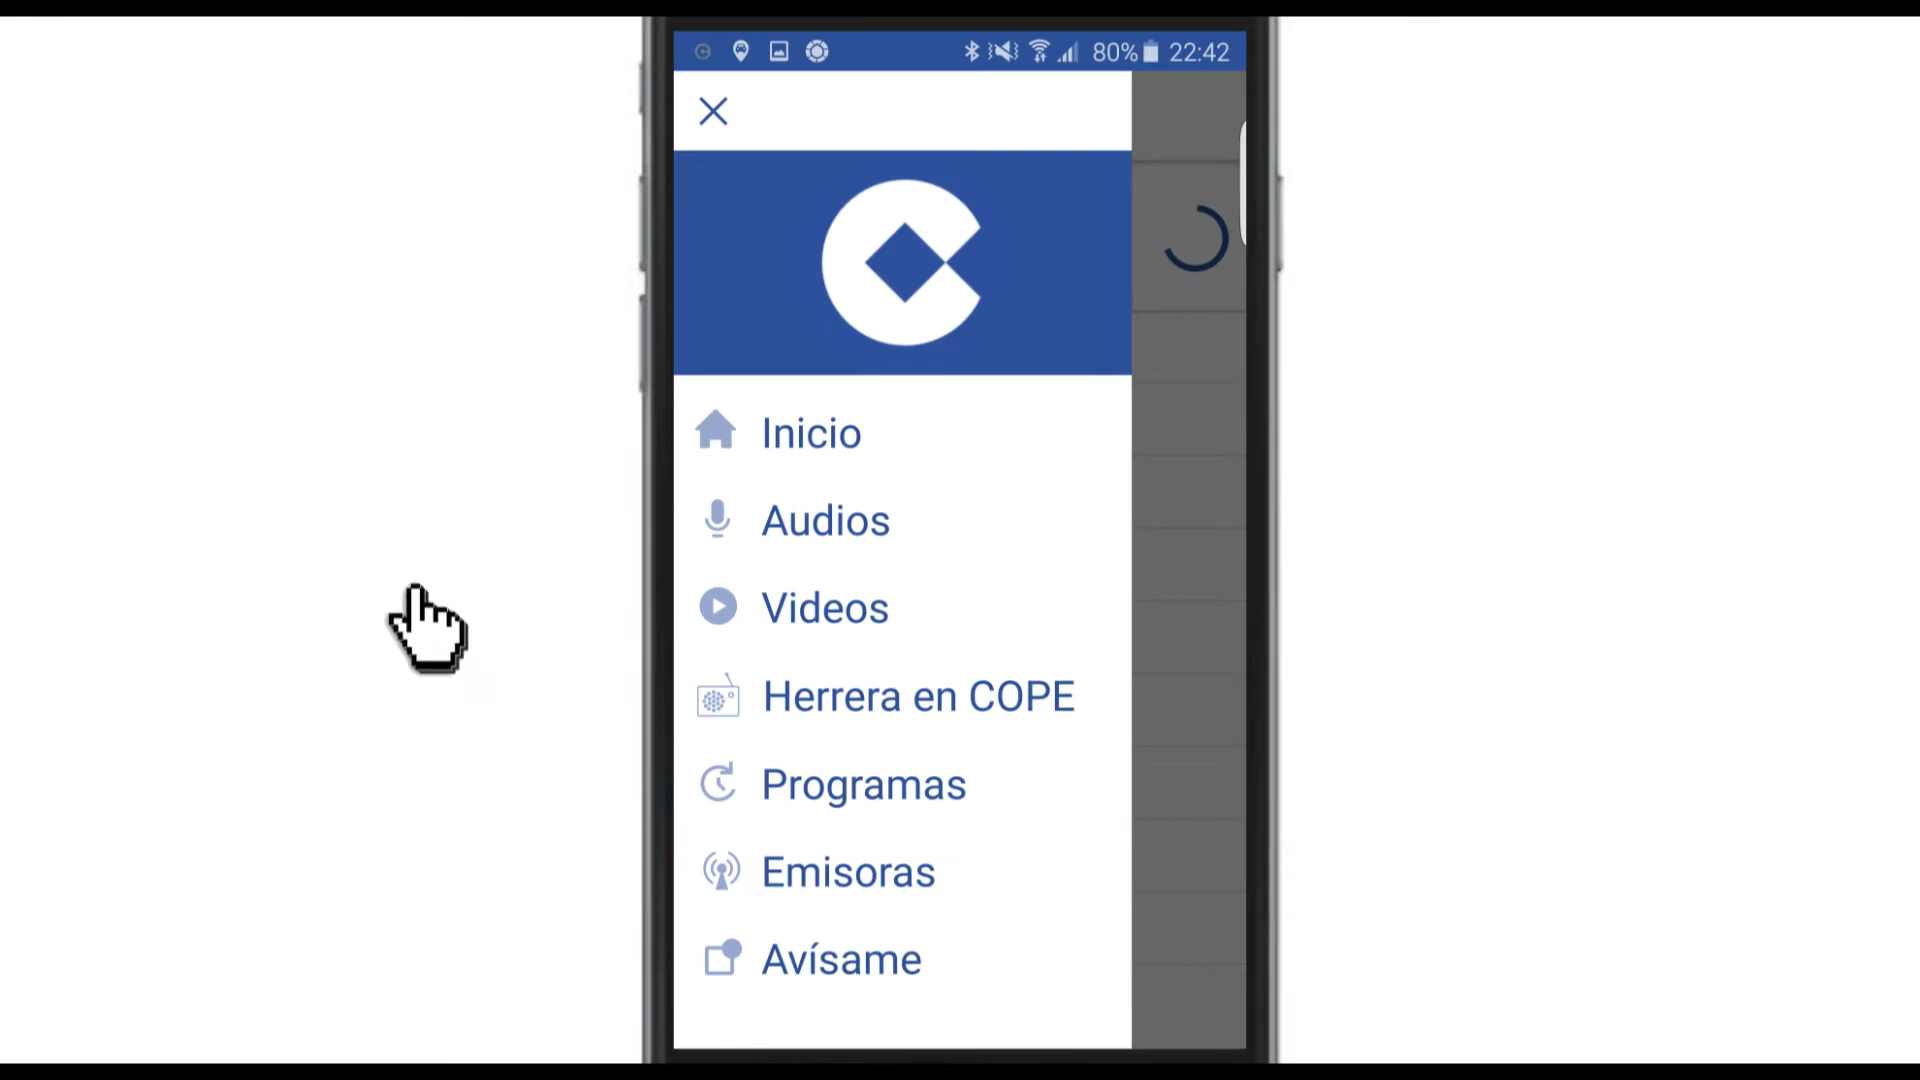 80% 22:42
Inicio
Audios
Videos
Herrera en COPE
Programas
Emisoras
Avísame